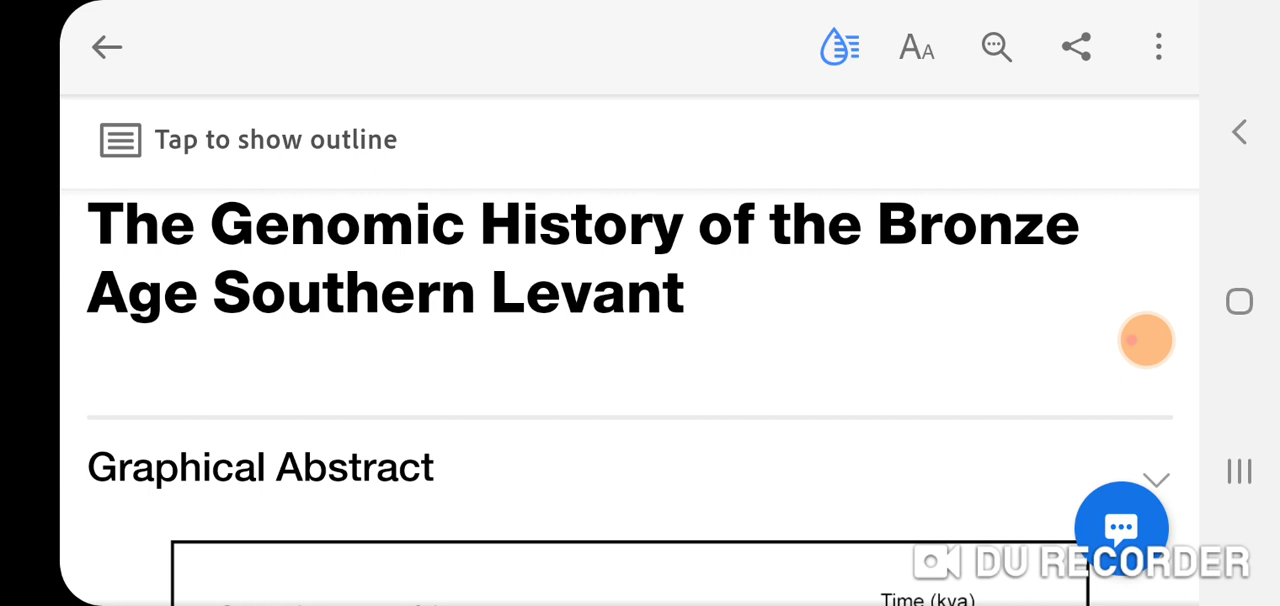 AA
Tap to show outline
The Genomic History of the Bronze
Age Southern Levant
Graphical Abstract
DU RECORDER
Time (kya)